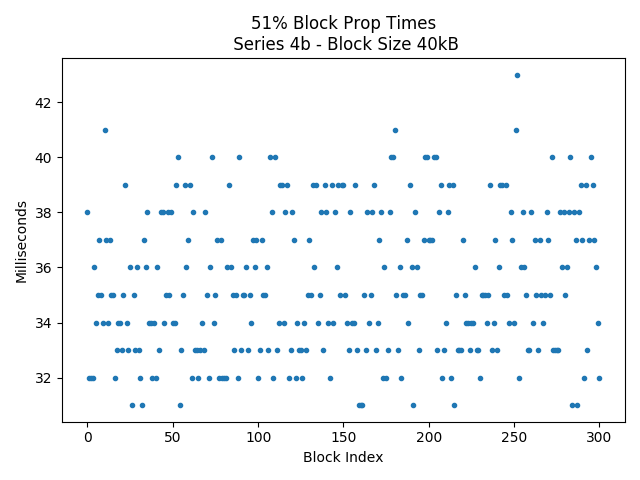 51% Block Prop Times
Series 4b - Block Size 40kB
Milliseconds
42
40
38
36
34
32
0 50 100 150 200 250 300
Block Index